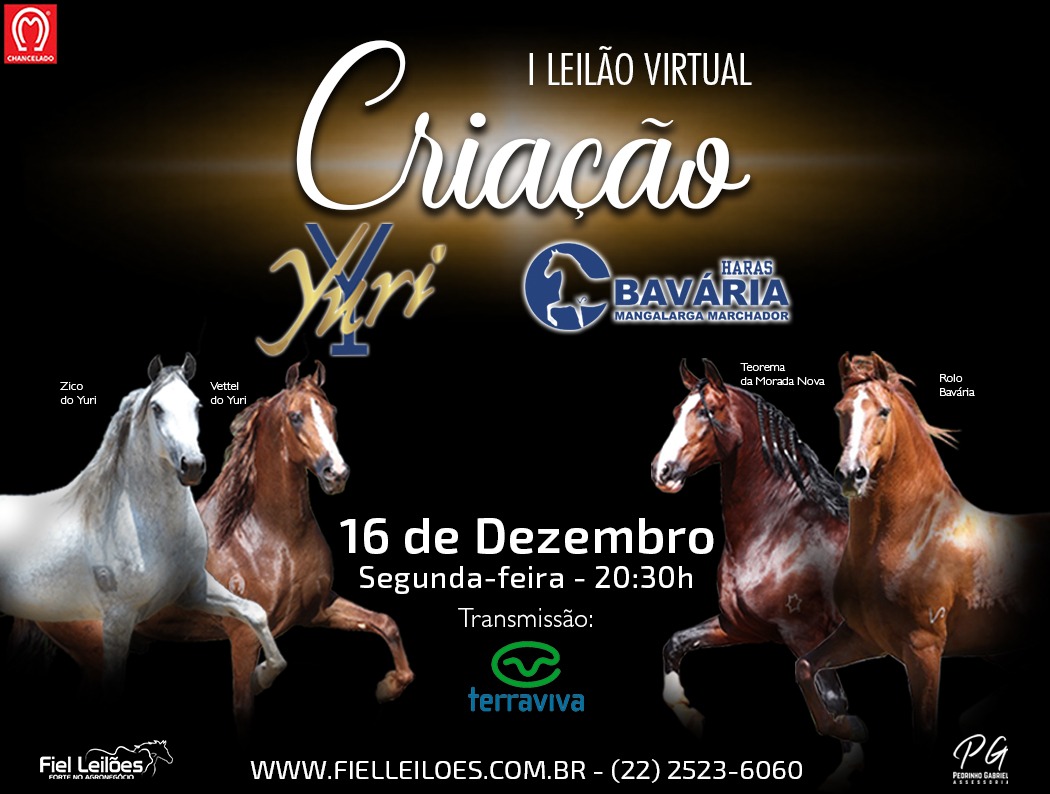 CHANCELADO
I LEILÃO VIRTUAL
Criação
Yuri
HARAS
BAVÁRIA
MANGALARGA MARCHADOR
Zico
do Yuri
Vettel
do Yuri
Teorema
da Morada Nova
Rolo
Bavária
16 de Dezembro
Segunda-feira - 20:30h
Transmissão:
terraviva
Fiel Leilões
FORTE NO AGRONEGÓCIO
WWW.FIELLEILOES.COM.BR - (22) 2523-6060
PG
PEDRINHO GABRIEL
ASSESSORIA